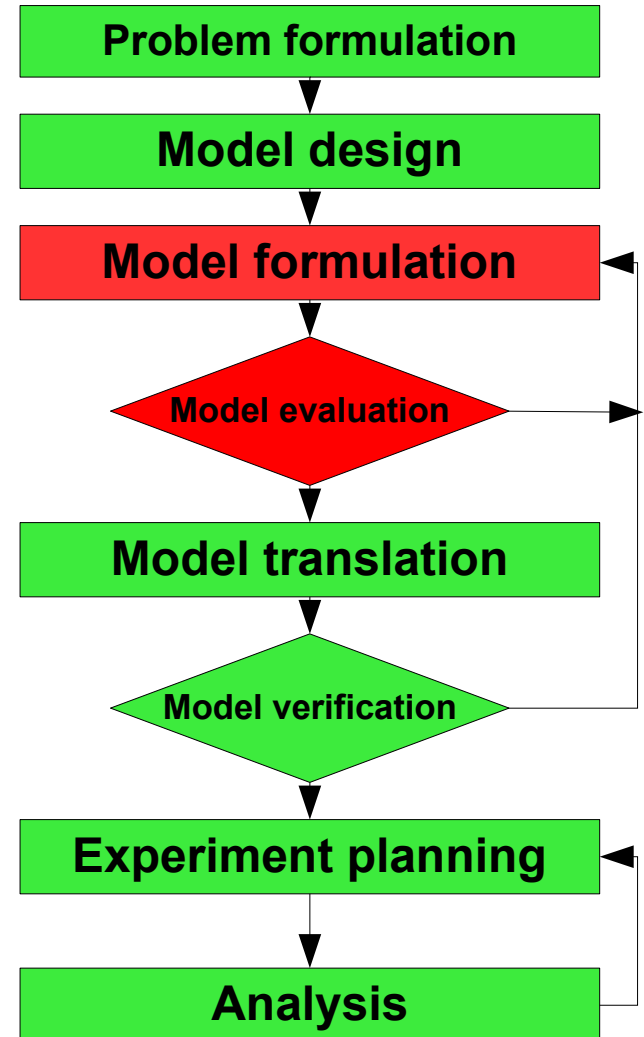 Problem formulation
Model design
Model formulation
Model evaluation
Model translation
Model verification
Experiment planning
Analysis